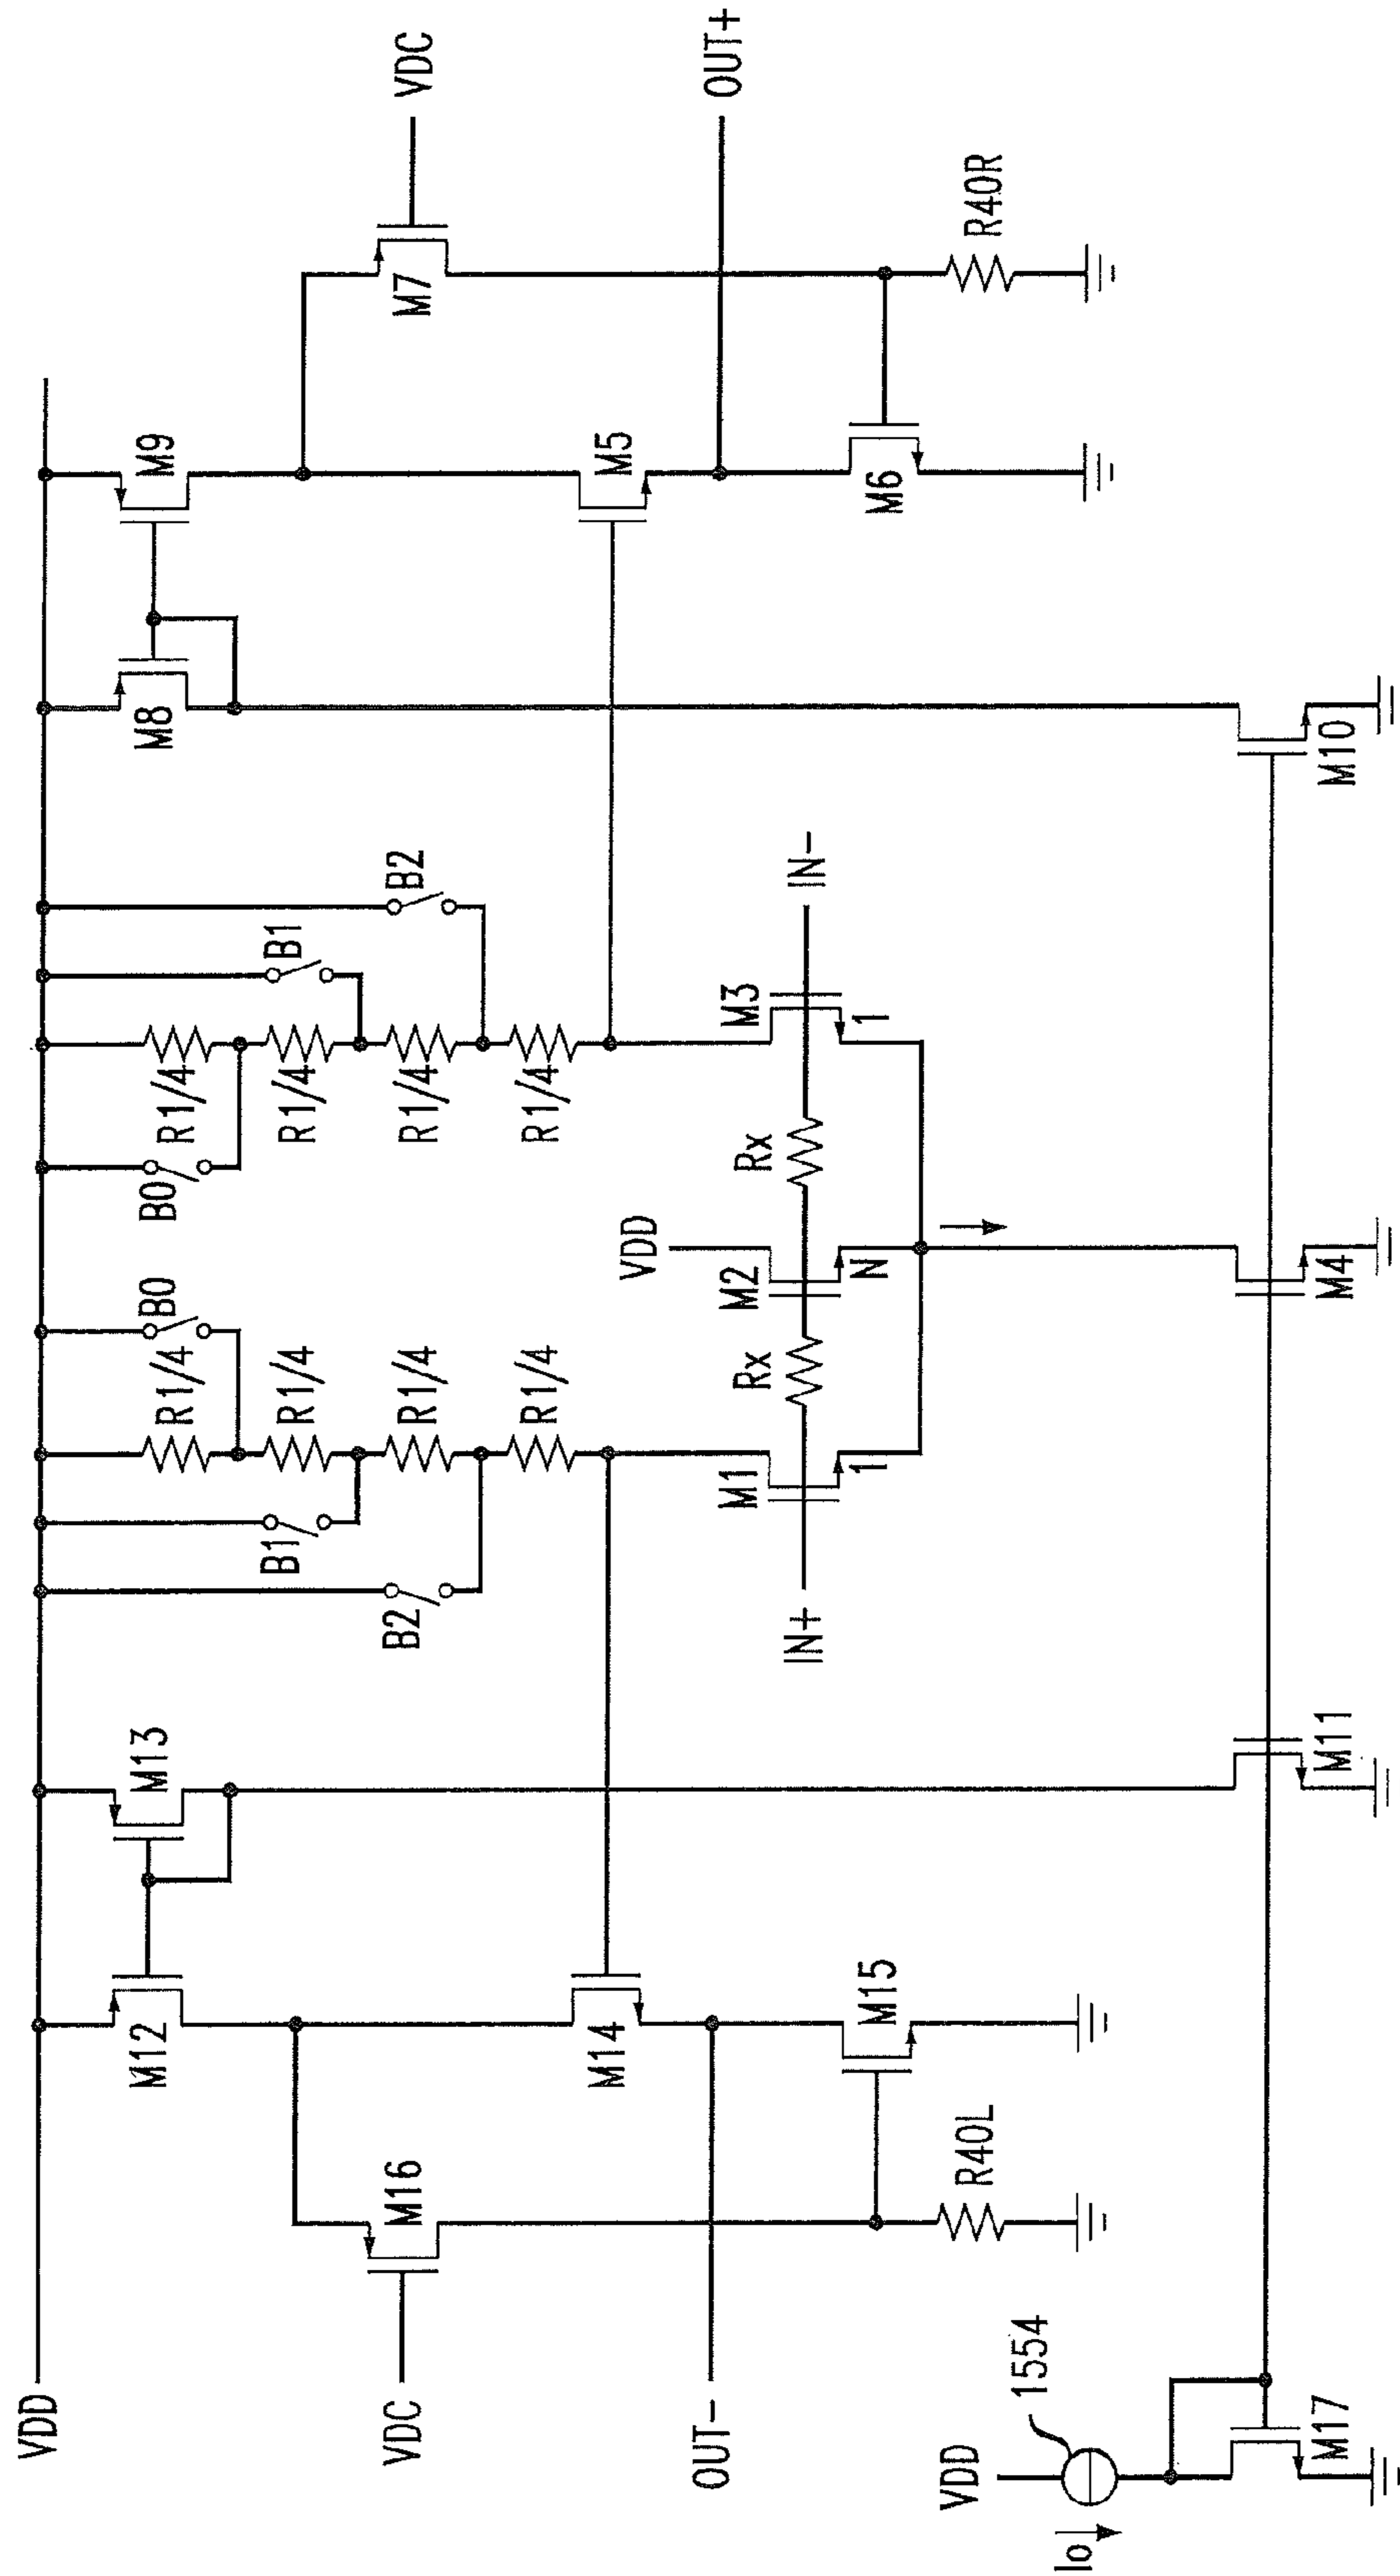 VDD
M12
M13
B0
B0
M8
M9
R1/4
R1/4
B1
B1
R1/4
R1/4
B2
B2
R1/4
R1/4
R1/4
R1/4
VDC
M16
VDC
M7
M14
M5
OUT-
OUT+
M1
VDD
M2
M3
IN+
Rx
Rx
IN-
1
N
1
M15
M6
R40L
R40R
VDD
1554
Io
M17
M11
M4
M10